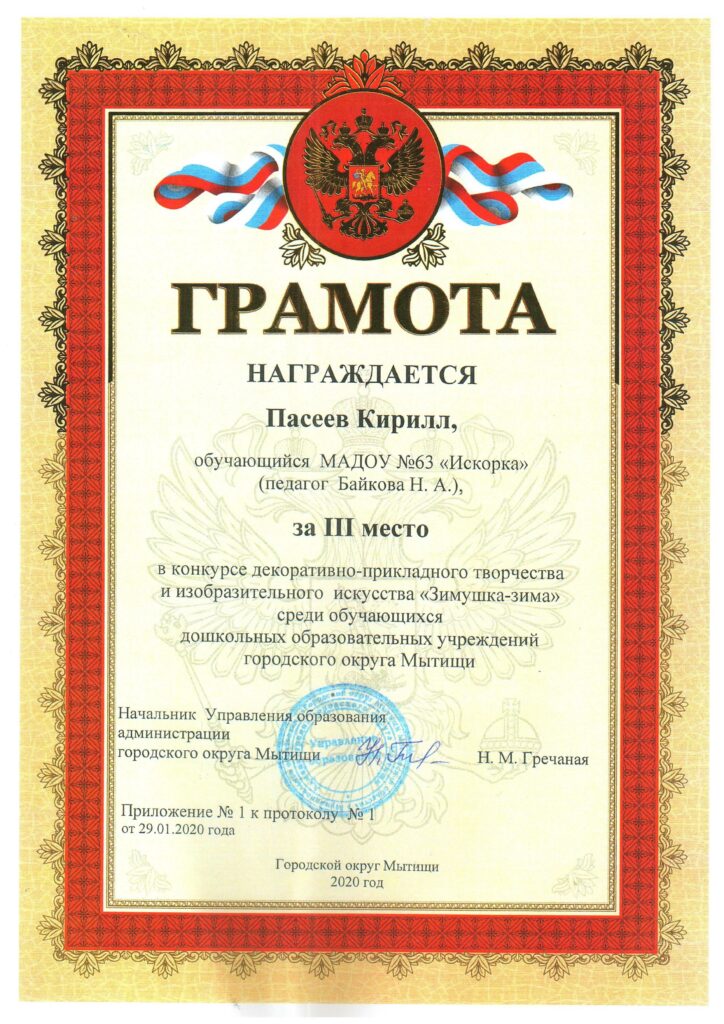 ГРАМОТА
НАГРАЖДАЕТСЯ
Пасеев Кирилл,
обучающийся МАДОУ №63 «Искорка»
(педагог Байкова Н. А.),
за III место
в конкурсе декоративно-прикладного творчества
и изобразительного искусства «Зимушка-зима»
среди обучающихся
дошкольных образовательных учреждений
городского округа Мытищи
Начальник Управления образования
администрации
городского округа Мытищи
Н. М. Гречаная
Управление
Приложение № 1 к протоколу № 1
от 29.01.2020 года
Городской округ Мытищи
2020 год